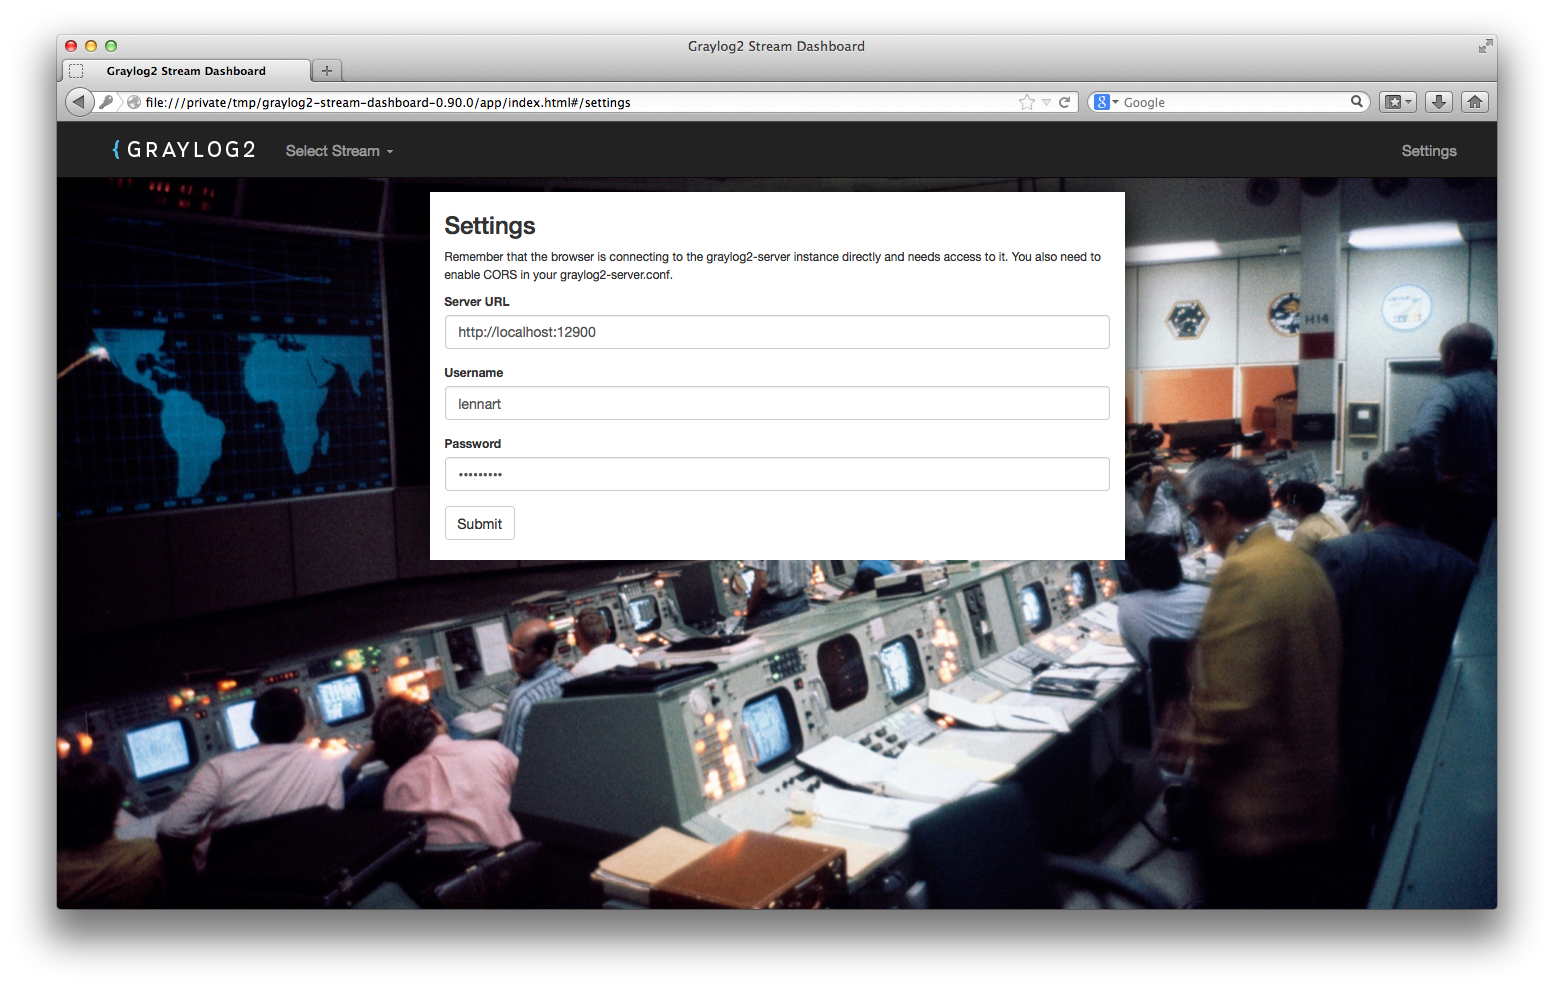 Graylog2 Stream Dashboard
Graylog2 Stream Dashboard
file:///private/tmp/graylog2-stream-dashboard-0.90.0/app/index.html#/settings
Google
{ GRAYLOG2
Select Stream
Settings
Settings
Remember that the browser is connecting to the graylog2-server instance directly and needs access to it. You also need to
enable CORS in your graylog2-server.conf.
Server URL
http://localhost:12900
Username
lennart
Password
•••••••••
Submit
H14